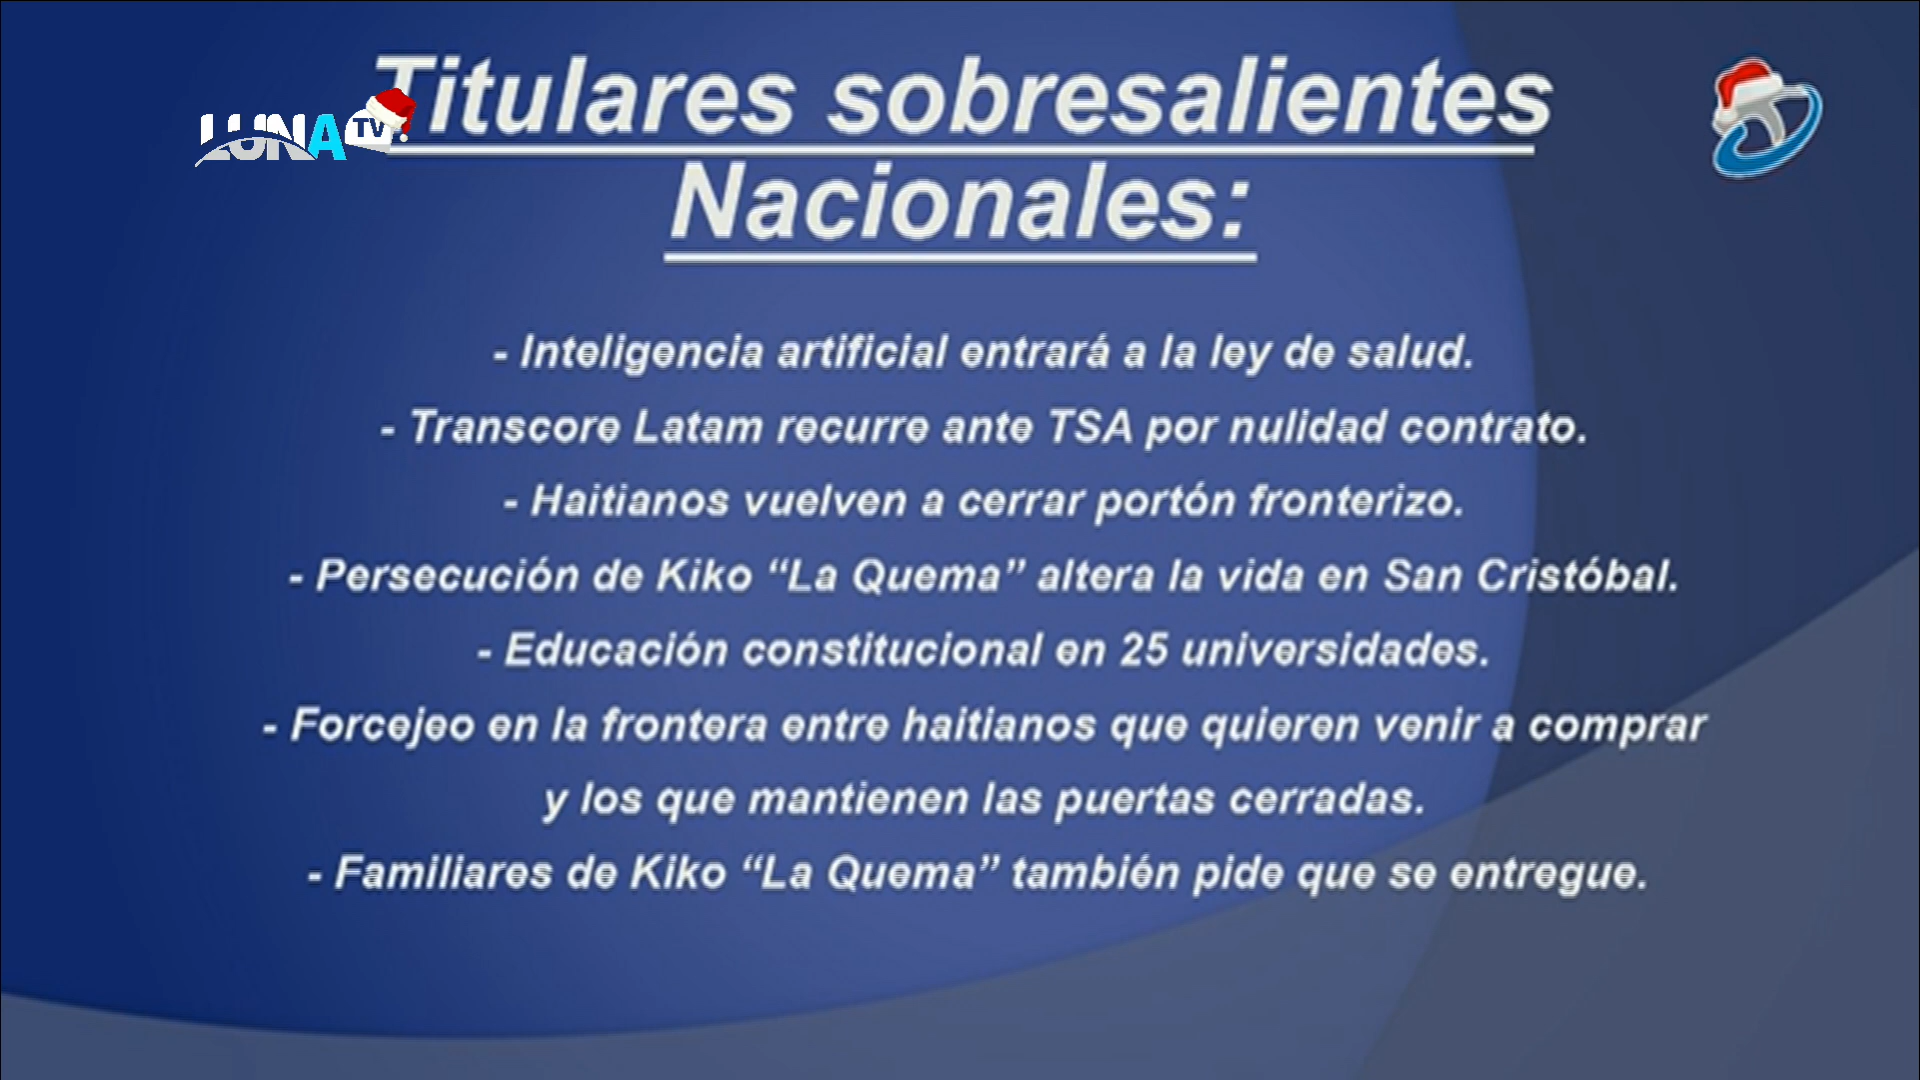 Titulares sobresalientes
LUNA TV
Nacionales:
- Inteligencia artificial entrará a la ley de salud.
- Transcore Latam recurre ante TSA por nulidad contrato.
- Haitianos vuelven a cerrar portón fronterizo.
- Persecución de Kiko “La Quema” altera la vida en San Cristóbal.
- Educación constitucional en 25 universidades.
- Forcejeo en la frontera entre haitianos que quieren venir a comprar
y los que mantienen las puertas cerradas.
- Familiares de Kiko “La Quema” también pide que se entregue.